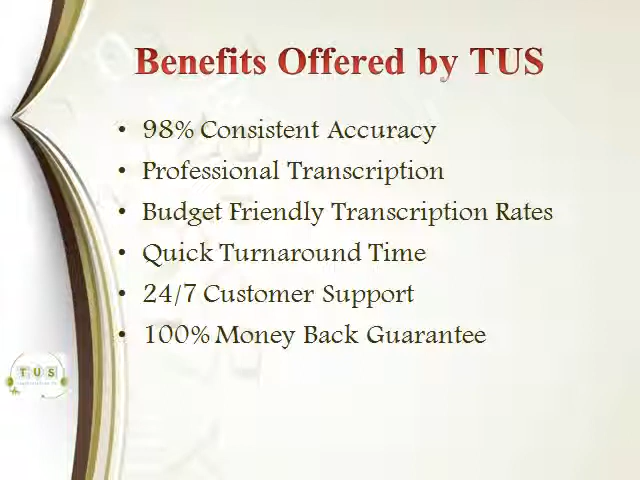 Benefits Offered by TUS
• 98% Consistent Accuracy
• Professional Transcription
• Budget Friendly Transcription Rates
• Quick Turnaround Time
• 24/7 Customer Support
• 100% Money Back Guarantee
TUS